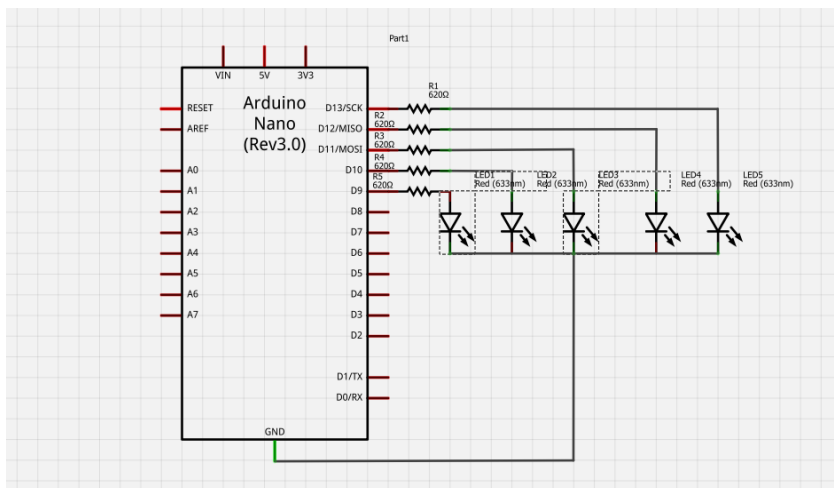 Part1
VIN 5V 3V3
Arduino
Nano
(Rev3.0)
RESET
AREF
A0
A1
A2
A3
A4
A5
A6
A7
D13/SCK
D12/MISO
D11/MOSI
D10
D9
D8
D7
D6
D5
D4
D3
D2
D1/TX
D0/RX
GND
R1
620Ω
R2
620Ω
R3
620Ω
R4
620Ω
R5
620Ω
LED1
Red (633nm)
LED2
Red (633nm)
LED3
Red (633nm)
LED4
Red (633nm)
LED5
Red (633nm)